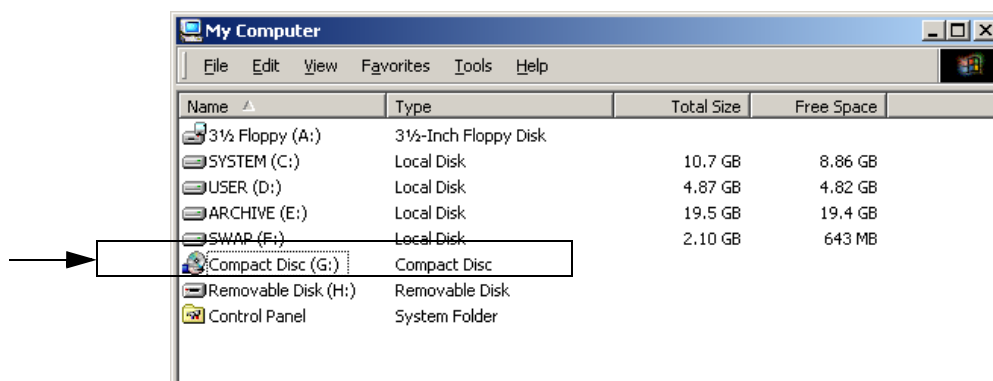 My Computer
File Edit View Favorites Tools Help
Name Type Total Size Free Space
3½ Floppy (A:) 3½-Inch Floppy Disk
SYSTEM (C:) Local Disk 10.7 GB 8.86 GB
USER (D:) Local Disk 4.87 GB 4.82 GB
ARCHIVE (E:) Local Disk 19.5 GB 19.4 GB
SWAP (F:) Local Disk 2.10 GB 643 MB
Compact Disc (G:) Compact Disc
Removable Disk (H:) Removable Disk
Control Panel System Folder